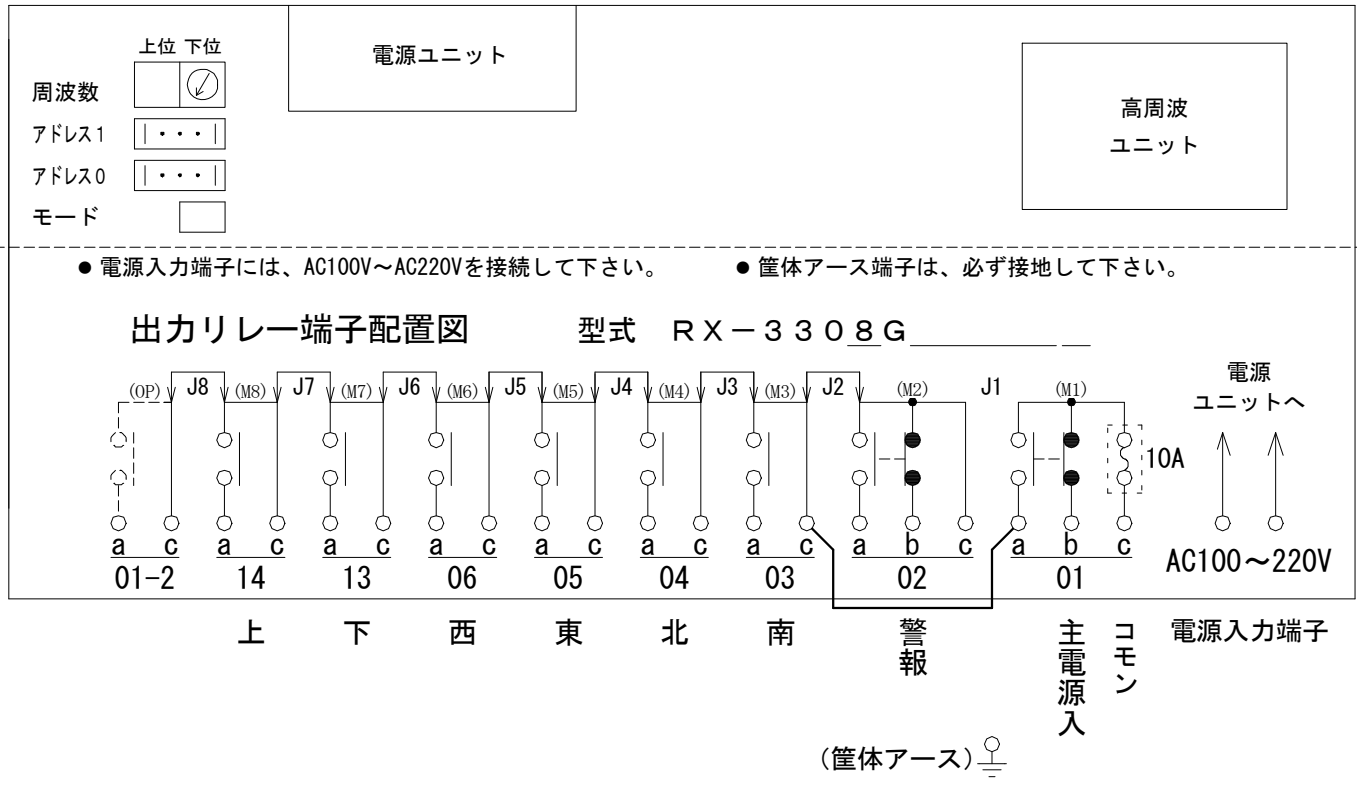 上位 下位
周波数
アドレス1
アドレス0
モード
電源ユニット
高周波
ユニット
● 電源入力端子には、AC100V～AC220Vを接続して下さい。
● 筐体アース端子は、必ず接地して下さい。
出力リレー端子配置図 型式 RX－3308G
(OP) J8 (M8) J7 (M7) J6 (M6) J5 (M5) J4 (M4) J3 (M3) J2 (M2) J1 (M1)
電源
ユニットへ
10A
a c a c a c a c a c a c a c a b c a b c
01-2 14 13 06 05 04 03 02 01 AC100～220V
上 下 西 東 北 南 警報 主電源入 コモン 電源入力端子
(筐体アース)